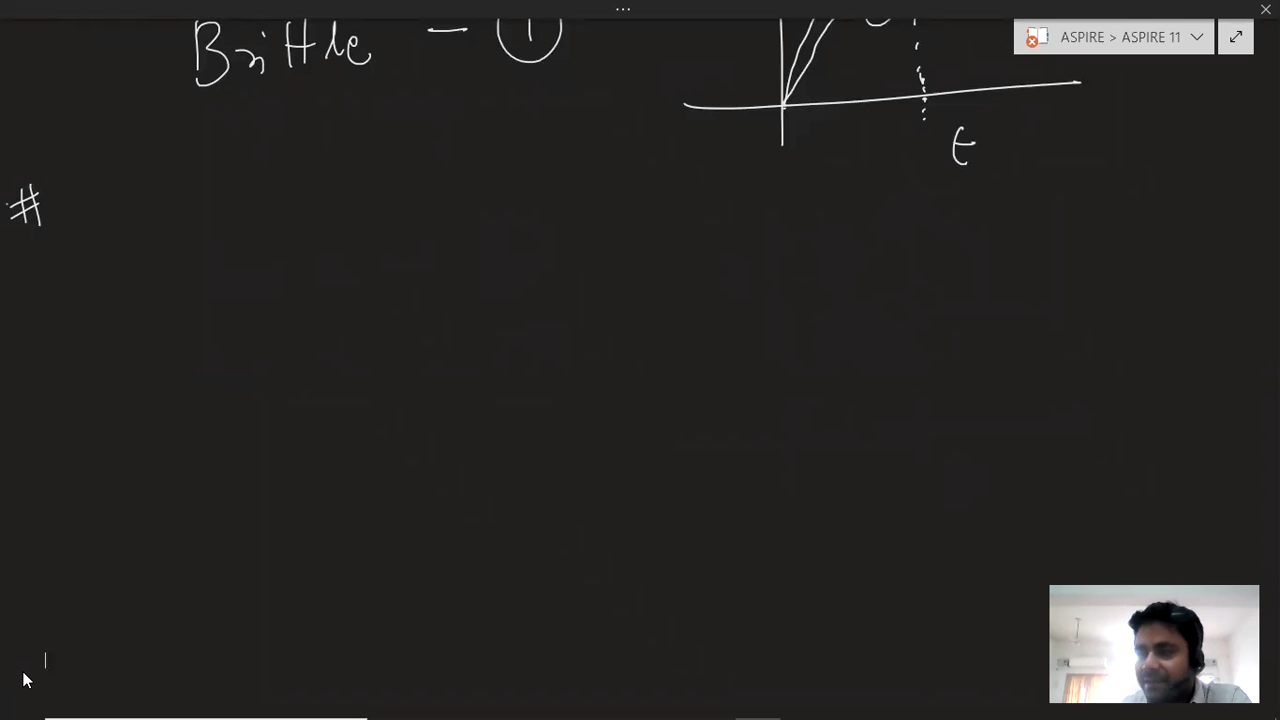 Brittle - ①
ASPIRE > ASPIRE 11
ε
#